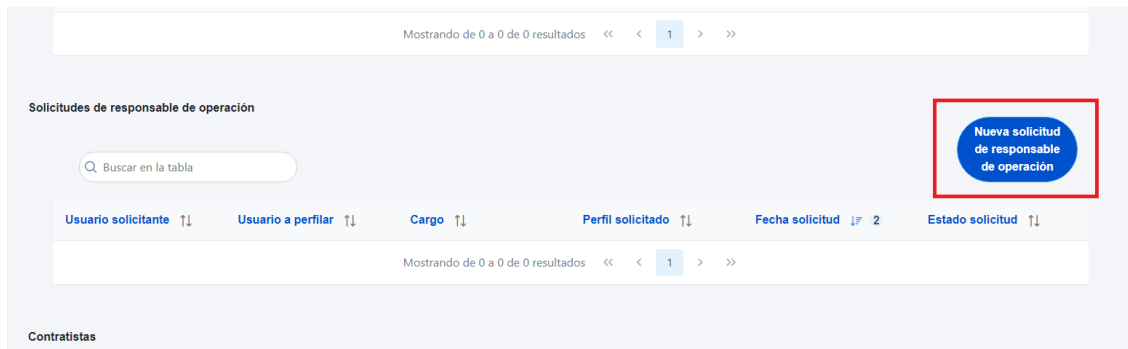 Mostrando de 0 a 0 de 0 resultados << < 1 > >>
Solicitudes de responsable de operación
Nueva solicitud
de responsable
de operación
Buscar en la tabla
Usuario solicitante Usuario a perfilar Cargo Perfil solicitado Fecha solicitud 2 Estado solicitud
Mostrando de 0 a 0 de 0 resultados << < 1 > >>
Contratistas